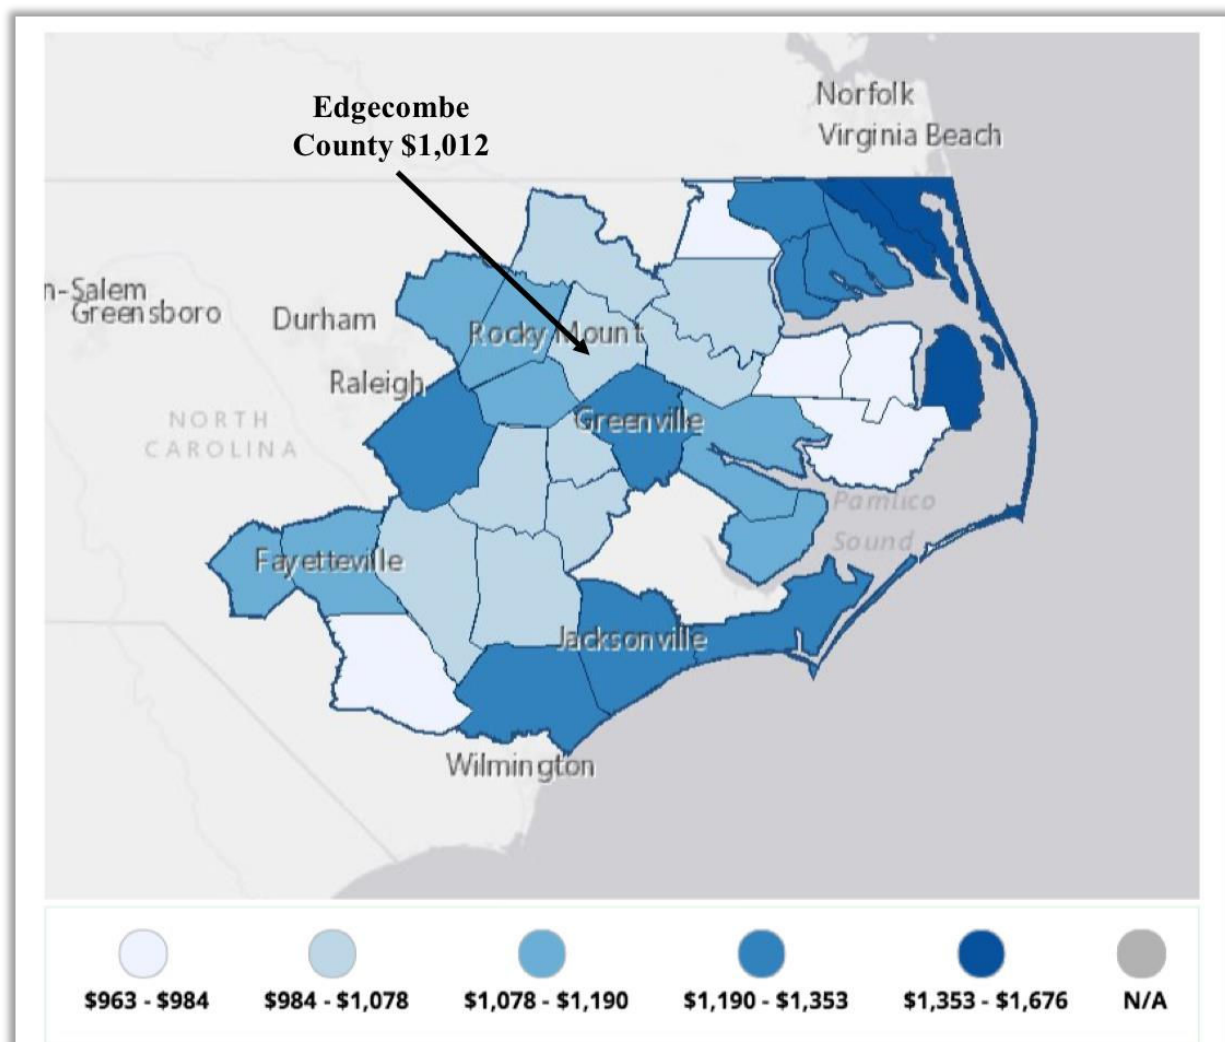 Norfolk
Virginia Beach
Edgecombe
County $1,012
n-Salem
Greensboro
Durham
Rocky Mount
Raleigh
NORTH
CAROLINA
Greenville
Pamlico
Sound
Fayetteville
Jacksonville
Wilmington
$963 - $984
$984 - $1,078
$1,078 - $1,190
$1,190 - $1,353
$1,353 - $1,676
N/A